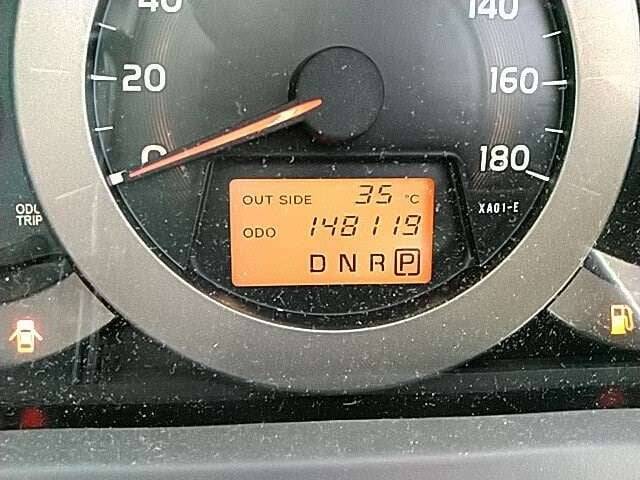 40
140
20
160
0
180
OUT SIDE 35 °C
XA01-E
ODO
TRIP
ODO 148119
D N R P